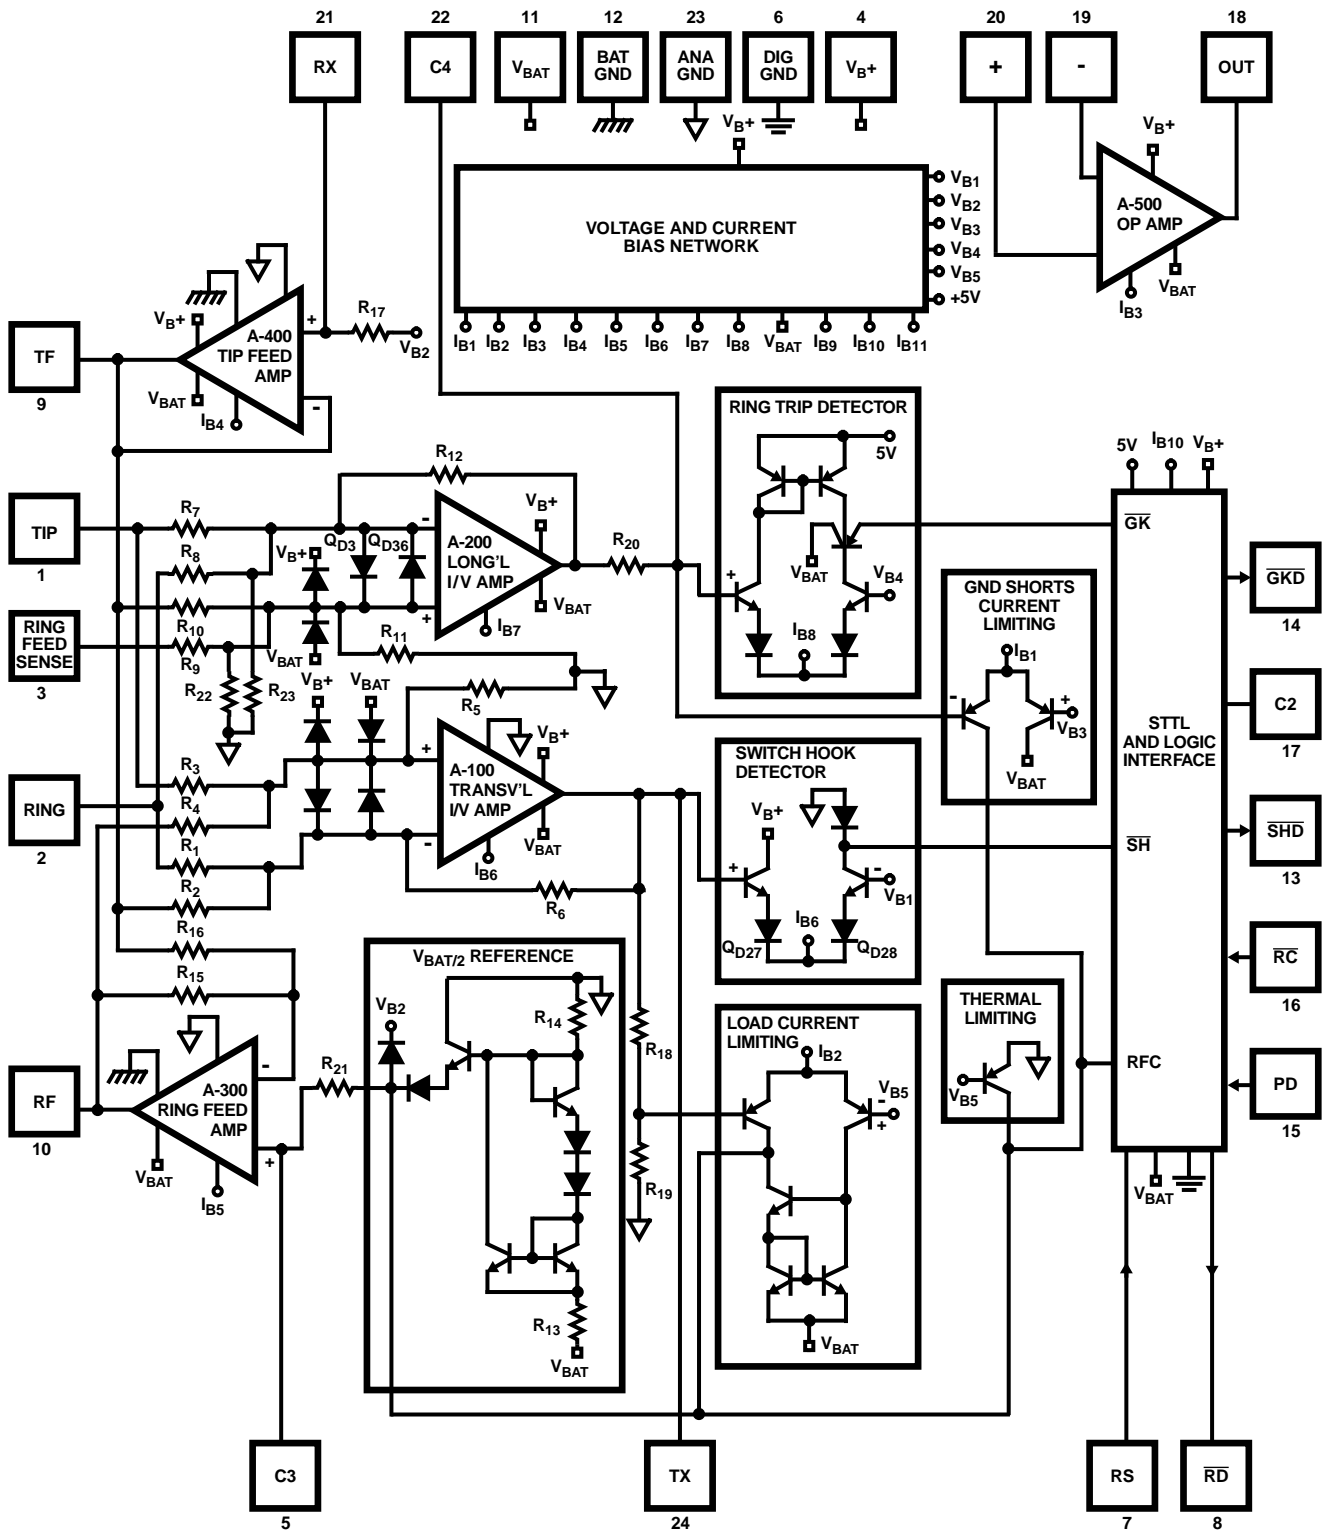 21
22
11
12
23
6
4
20
19
18
RX
C4
VBAT
BAT
GND
ANA
GND
DIG
GND
VB+
+
-
OUT
VB+
VB+
VOLTAGE AND CURRENT
BIAS NETWORK
VB1
VB2
VB3
VB4
VB5
+5V
IB1
IB2
IB3
IB4
IB5
IB6
IB7
IB8
VBAT
IB9
IB10
IB11
A-500
OP AMP
VBAT
IB3
TF
9
VB+
A-400
TIP FEED
AMP
+
-
R17
VB2
VBAT
IB4
RING TRIP DETECTOR
5V
VBAT
+
VB4
IB8
TIP
1
R7
R8
R10
R9
R22
R23
R12
VB+
QD3
QD36
-
A-200
LONG'L
I/V AMP
+
VB+
VBAT
IB7
R20
VBAT
R11
RING
FEED
SENSE
3
R5
VB+
VBAT
RING
2
R3
R4
R1
R2
R16
R15
+
A-100
TRANSV'L
I/V AMP
-
VB+
VBAT
IB6
R6
SWITCH HOOK
DETECTOR
VB+
+
-
VB1
IB6
QD27
QD28
GND SHORTS
CURRENT
LIMITING
IB1
-
+
VB3
VBAT
5V
IB10
VB+
GK
STTL
AND LOGIC
INTERFACE
SH
RFC
VBAT
GKD
14
C2
17
SHD
13
RC
16
PD
15
VBAT/2 REFERENCE
VB2
R14
R13
VBAT
R18
R19
RF
10
-
A-300
RING FEED
AMP
+
VBAT
IB5
R21
LOAD CURRENT
LIMITING
IB2
-
VB5
+
VBAT
THERMAL
LIMITING
VB5
C3
5
TX
24
RS
7
RD
8